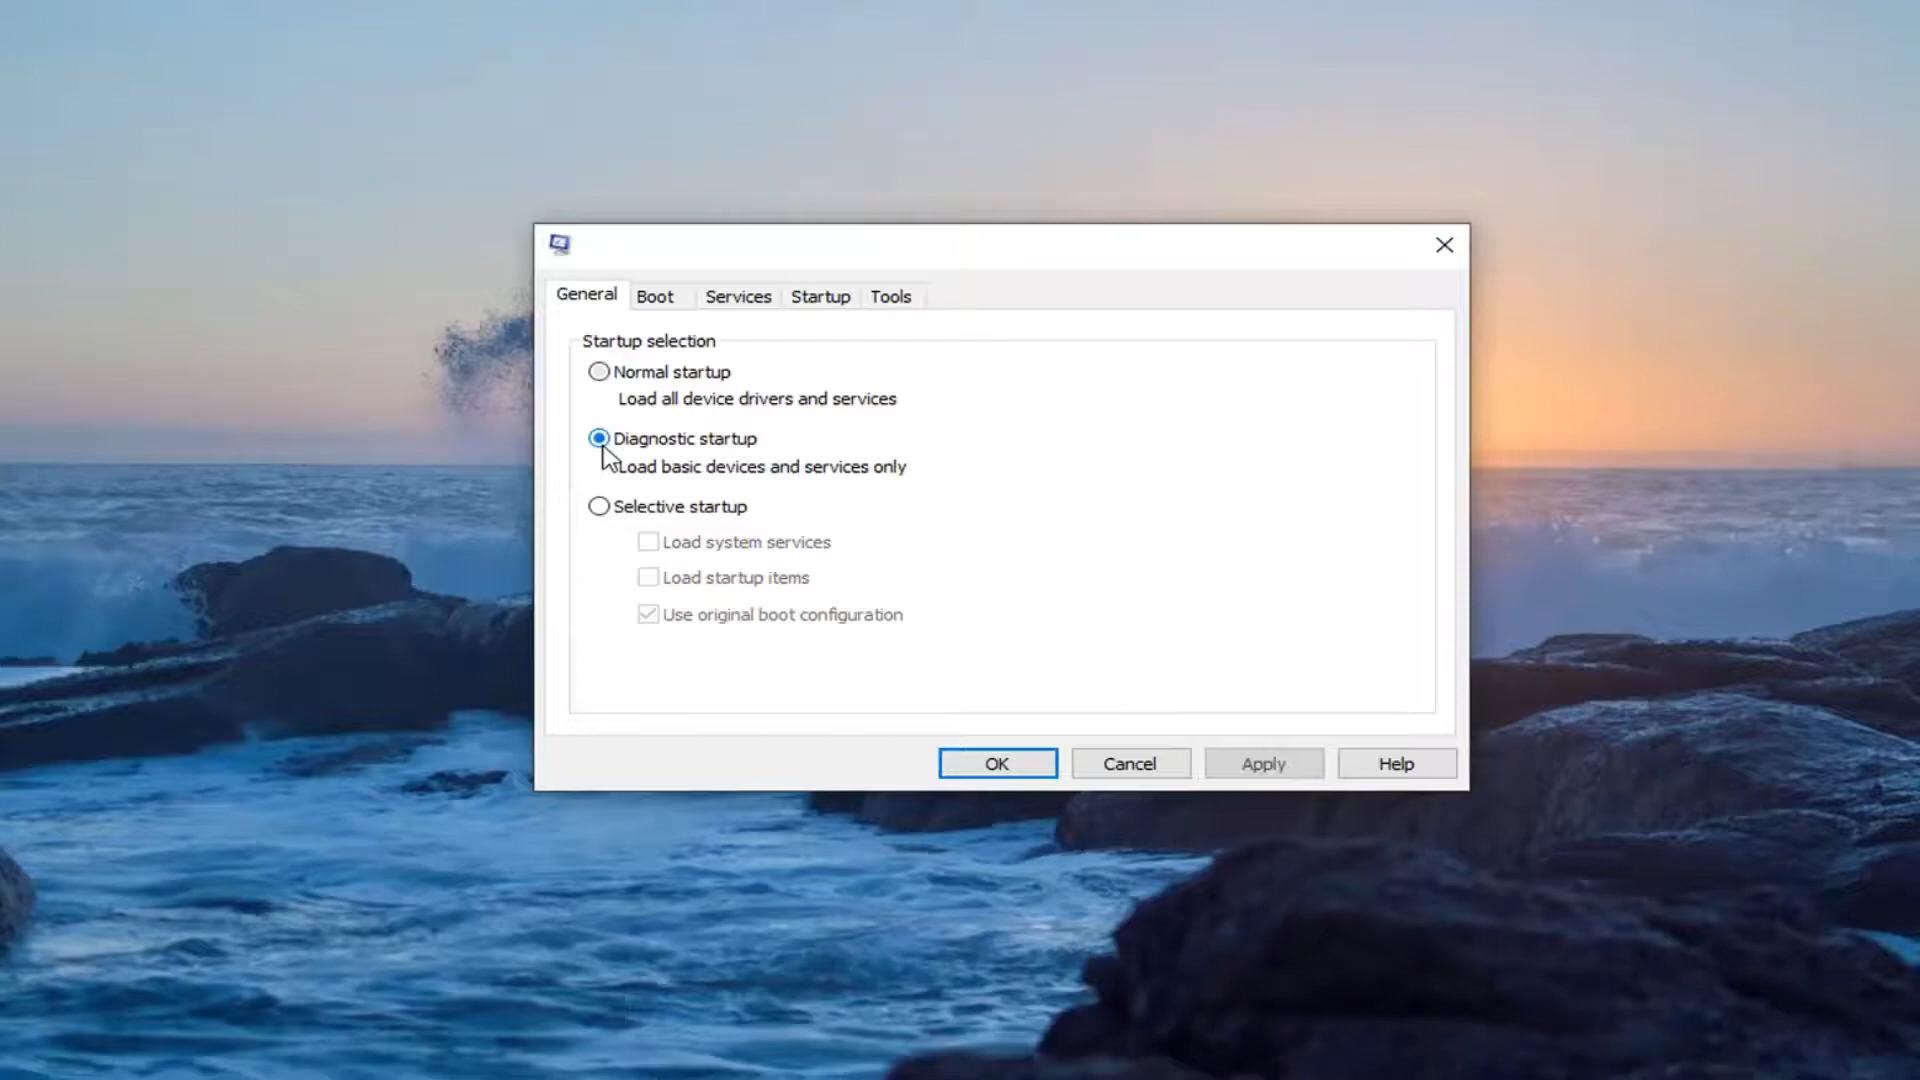 General Boot Services Startup Tools
Startup selection
Normal startup
Load all device drivers and services
Diagnostic startup
Load basic devices and services only
Selective startup
Load system services
Load startup items
Use original boot configuration
OK Cancel Apply Help